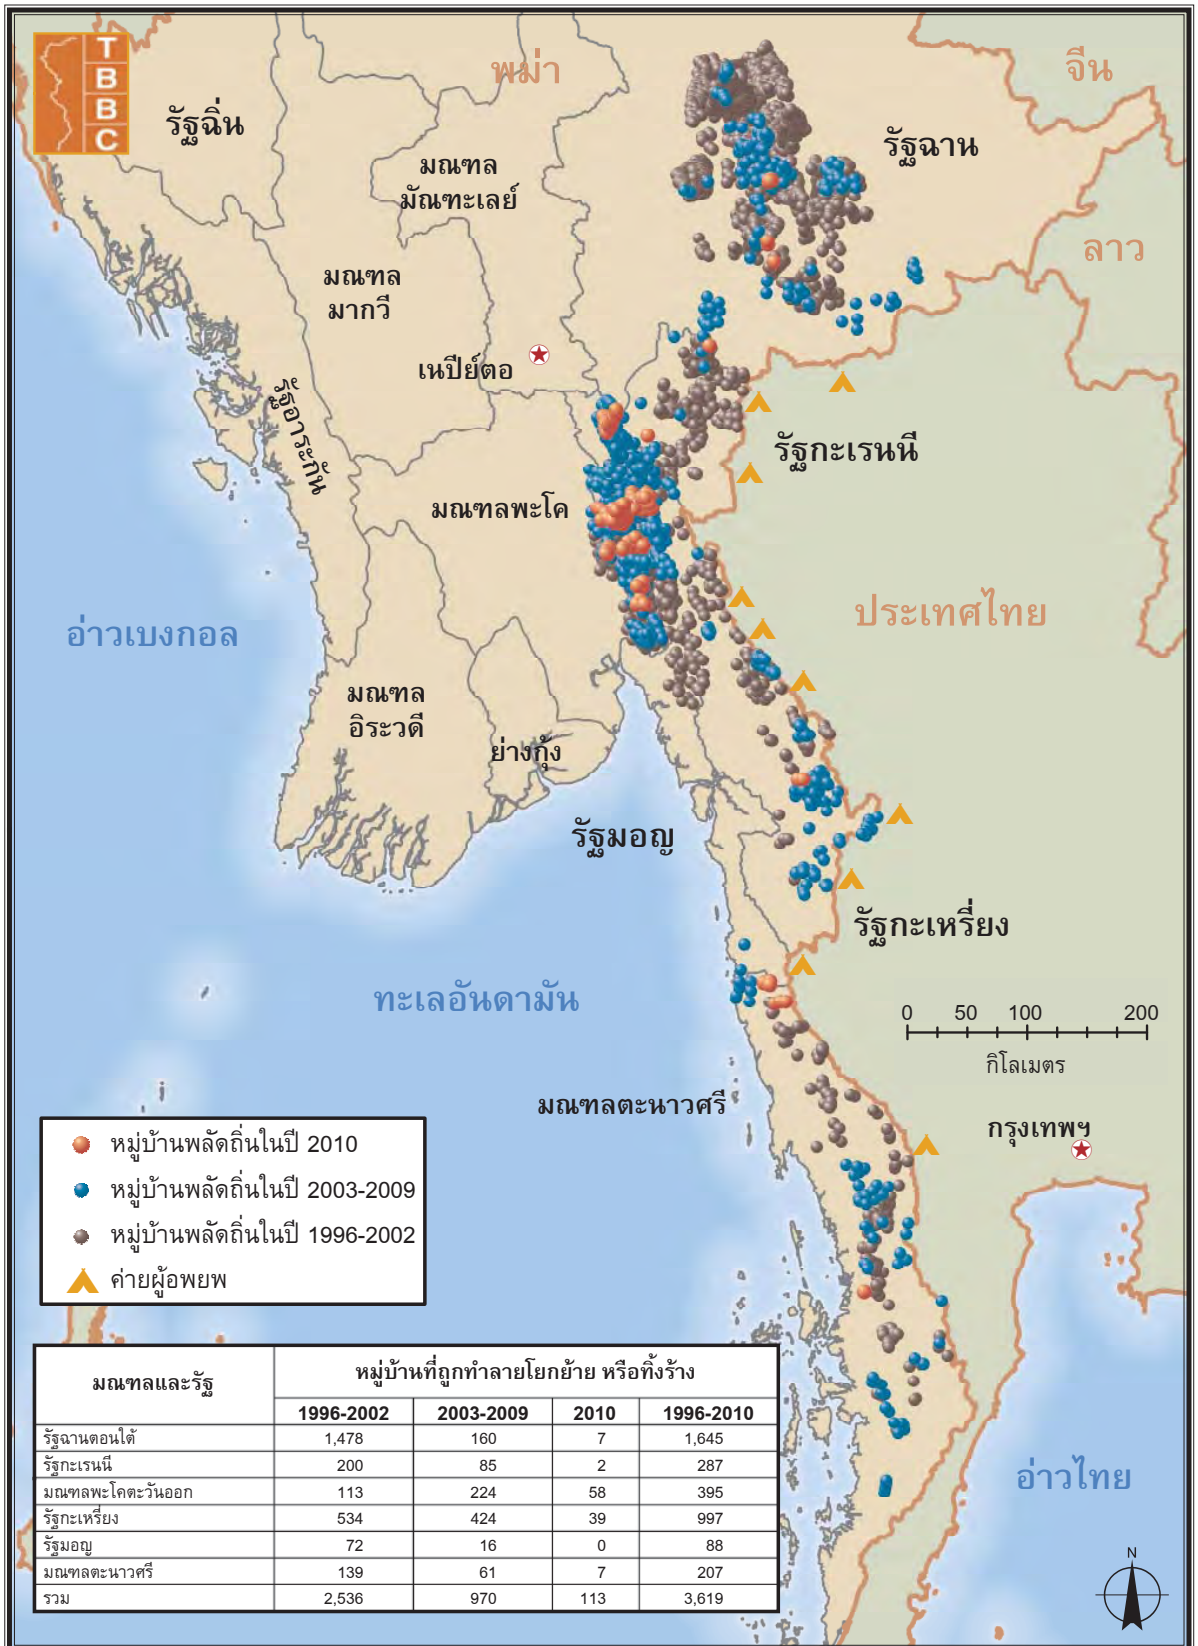 T
B
B
C
พม่า
จีน
รัฐฉิ่น
รัฐฉาน
มณฑล
มัณฑะเลย์
ลาว
มณฑล
มากวี
เนปีย์ตอ
รัฐอาระกัน
รัฐกะเรนนี
มณฑลพะโค
ประเทศไทย
อ่าวเบงกอล
มณฑล
อิระวดี
ย่างกุ้ง
รัฐมอญ
รัฐกะเหรี่ยง
ทะเลอันดามัน
0 50 100 200
กิโลเมตร
มณฑลตะนาวศรี
กรุงเทพฯ
หมู่บ้านพลัดถิ่นในปี 2010
หมู่บ้านพลัดถิ่นในปี 2003-2009
หมู่บ้านพลัดถิ่นในปี 1996-2002
ค่ายผู้อพยพ
มณฑลและรัฐ หมู่บ้านที่ถูกทำลายโยกย้าย หรือทิ้งร้าง
1996-2002 2003-2009 2010 1996-2010
รัฐฉานตอนใต้ 1,478 160 7 1,645
รัฐกะเรนนี 200 85 2 287
มณฑลพะโคตะวันออก 113 224 58 395
รัฐกะเหรี่ยง 534 424 39 997
รัฐมอญ 72 16 0 88
มณฑลตะนาวศรี 139 61 7 207
รวม 2,536 970 113 3,619
อ่าวไทย
N